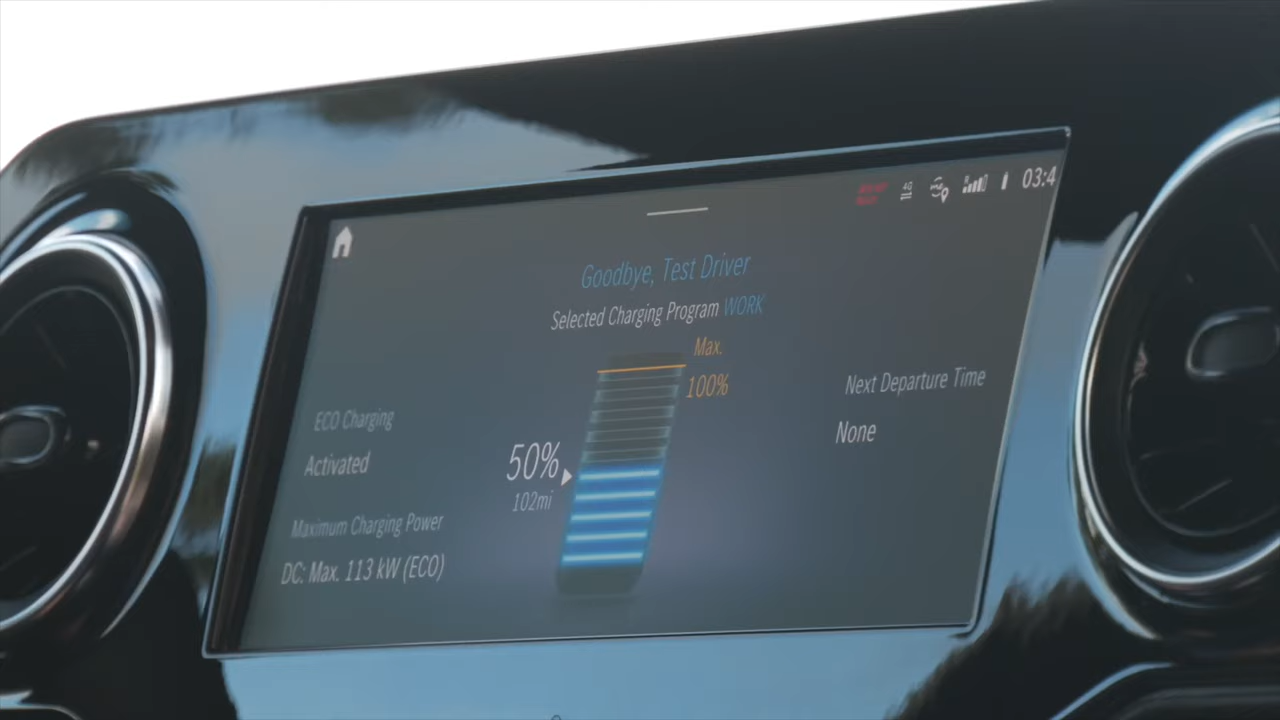 4G
03:4
Goodbye, Test Driver
Selected Charging Program WORK
Max.
100%
ECO Charging
Activated
50%
102mi
Maximum Charging Power
DC: Max. 113 kW (ECO)
Next Departure Time
None